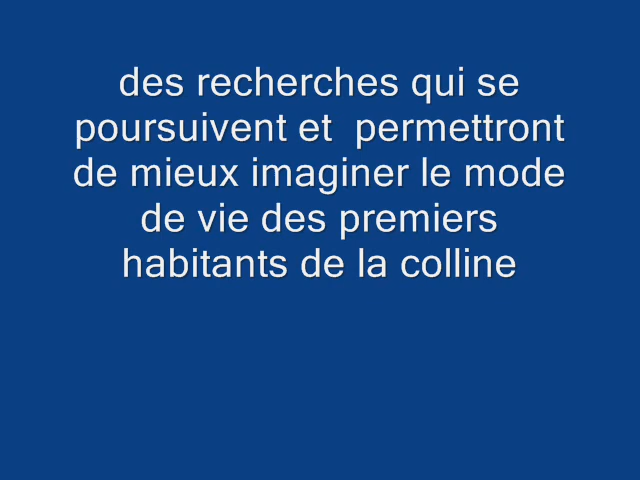 des recherches qui se
poursuivent et  permettront
de mieux imaginer le mode
de vie des premiers
habitants de la colline